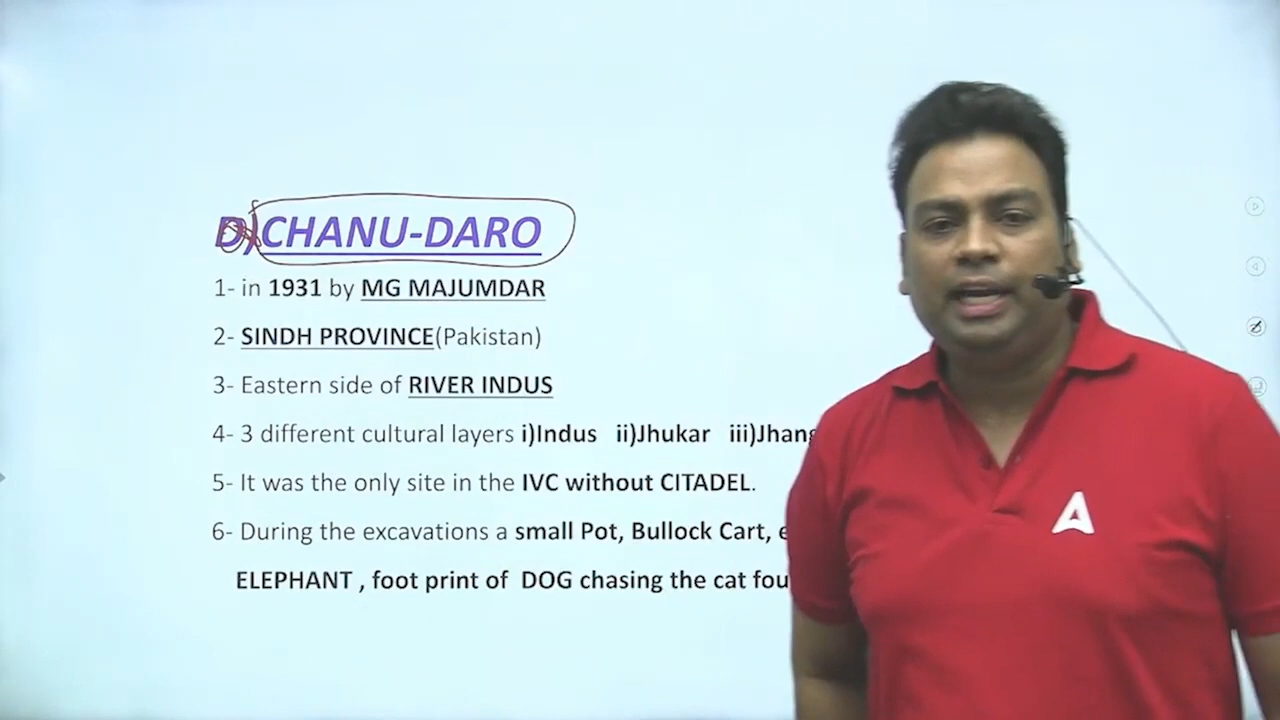 D) CHANU-DARO
1- in 1931 by MG MAJUMDAR
2- SINDH PROVINCE(Pakistan)
3- Eastern side of RIVER INDUS
4- 3 different cultural layers i)Indus ii)Jhukar
5- It was the only site in the IVC without CITADEL.
6- During the excavations a small Pot, Bullock Cart,
ELEPHANT , foot print of DOG chasing the cat